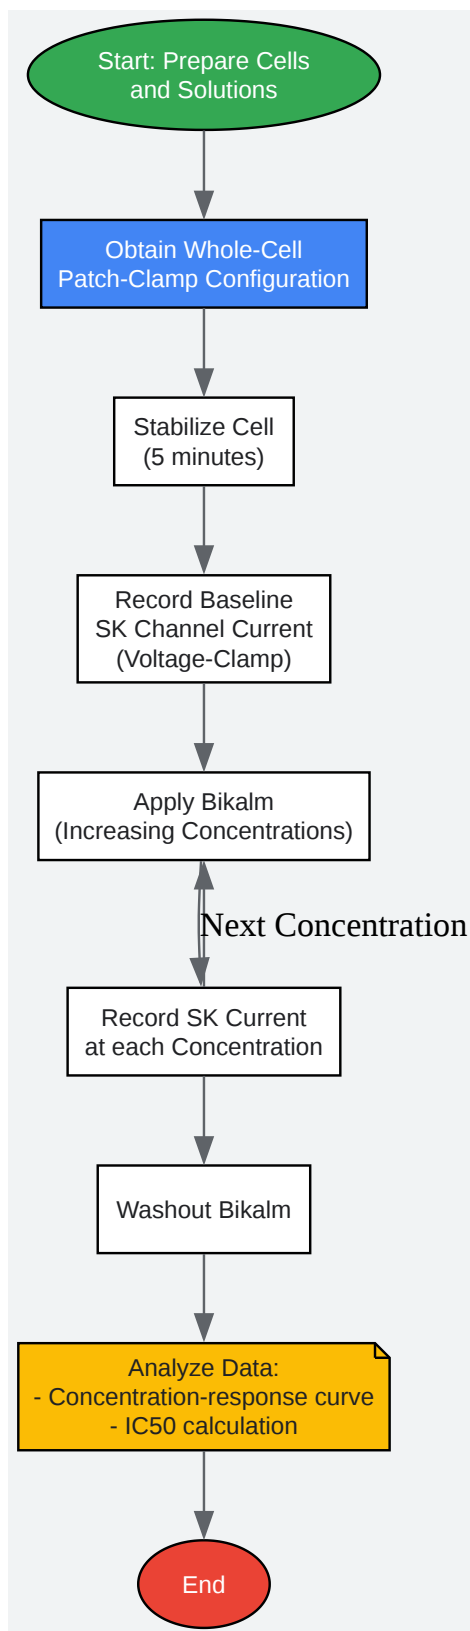 Start: Prepare Cells
and Solutions
Obtain Whole-Cell
Patch-Clamp Configuration
Stabilize Cell
(5 minutes)
Record Baseline
SK Channel Current
(Voltage-Clamp)
Apply Bikalm
(Increasing Concentrations)
Next Concentration
Record SK Current
at each Concentration
Washout Bikalm
Analyze Data:
- Concentration-response curve
- IC50 calculation
End